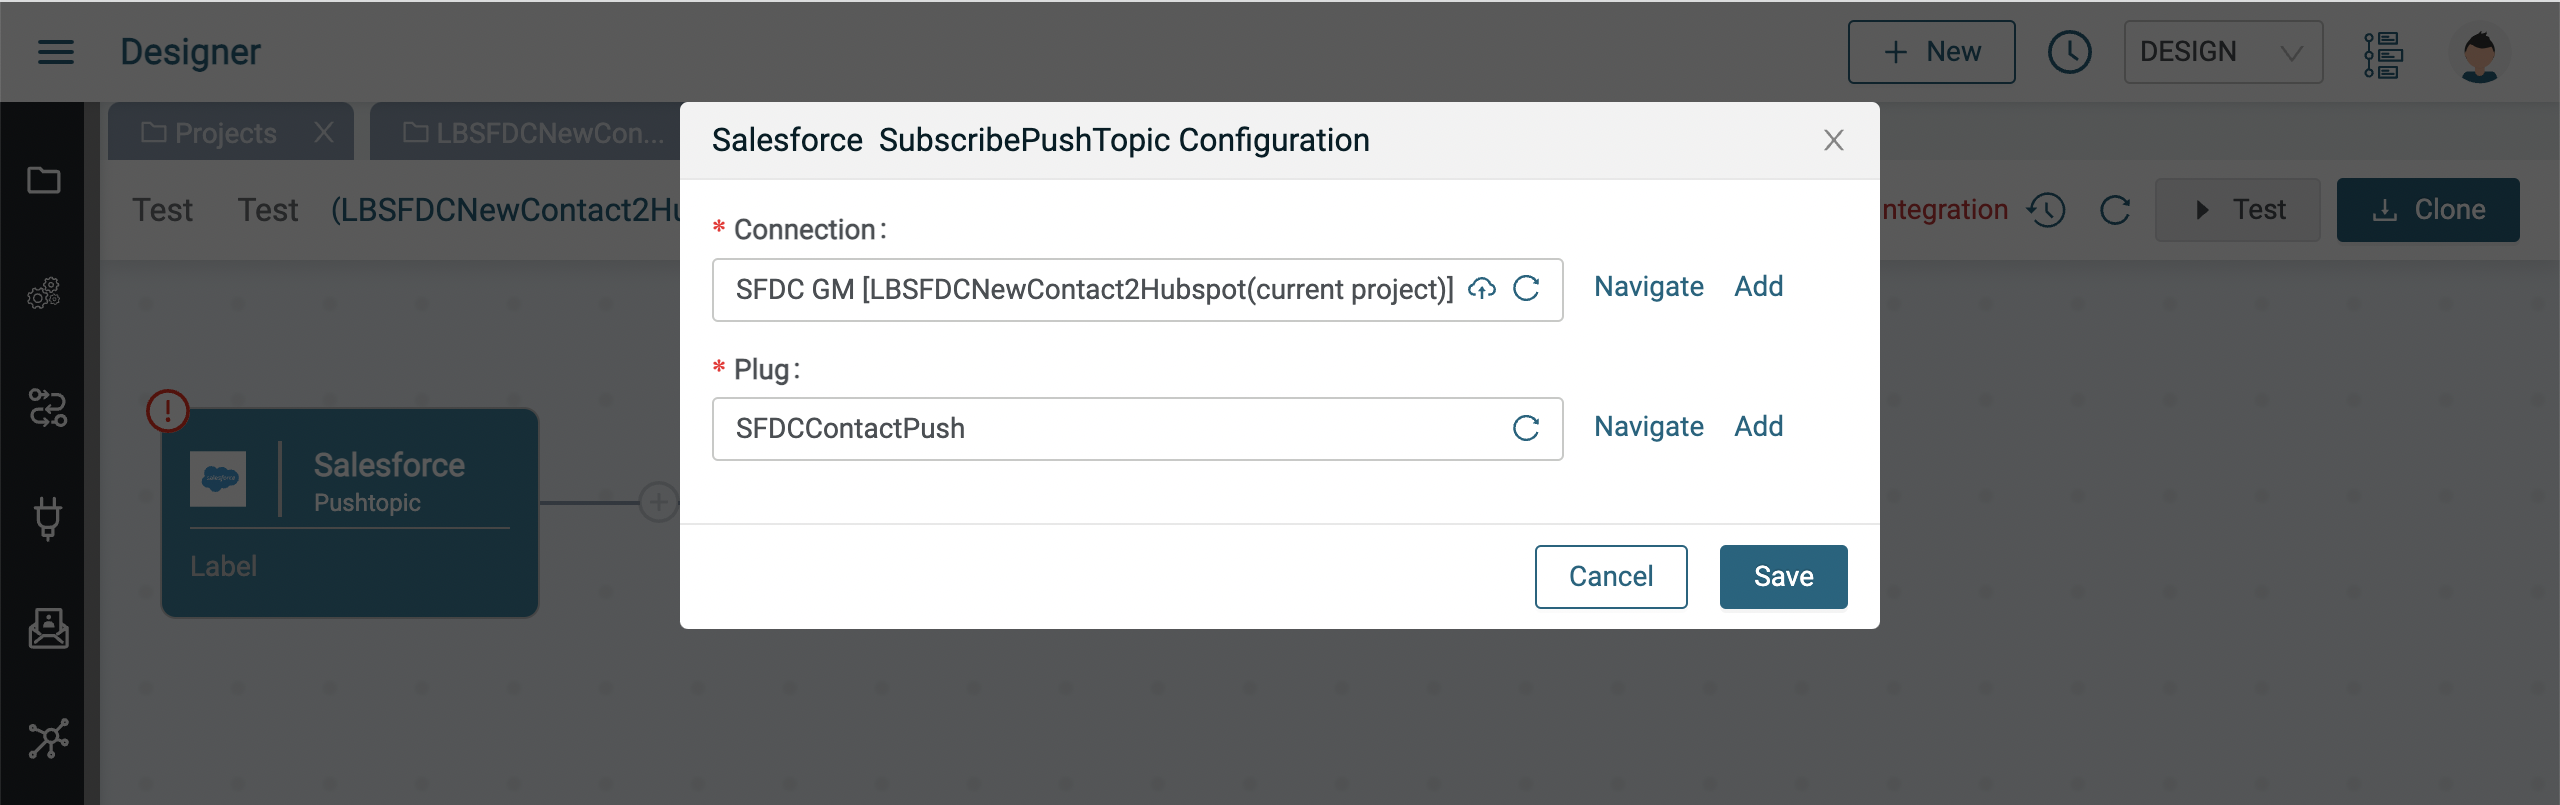 Designer
New
DESIGN
Projects
LBSFDCNewCon...
Salesforce SubscribePushTopic Configuration
Test Test (LBSFDCNewContact2Hu
ntegration
Test
Clone
* Connection:
SFDC GM [LBSFDCNewContact2Hubspot(current project)]
Navigate Add
* Plug:
SFDCContactPush
Navigate Add
Salesforce
Pushtopic
Label
Cancel
Save